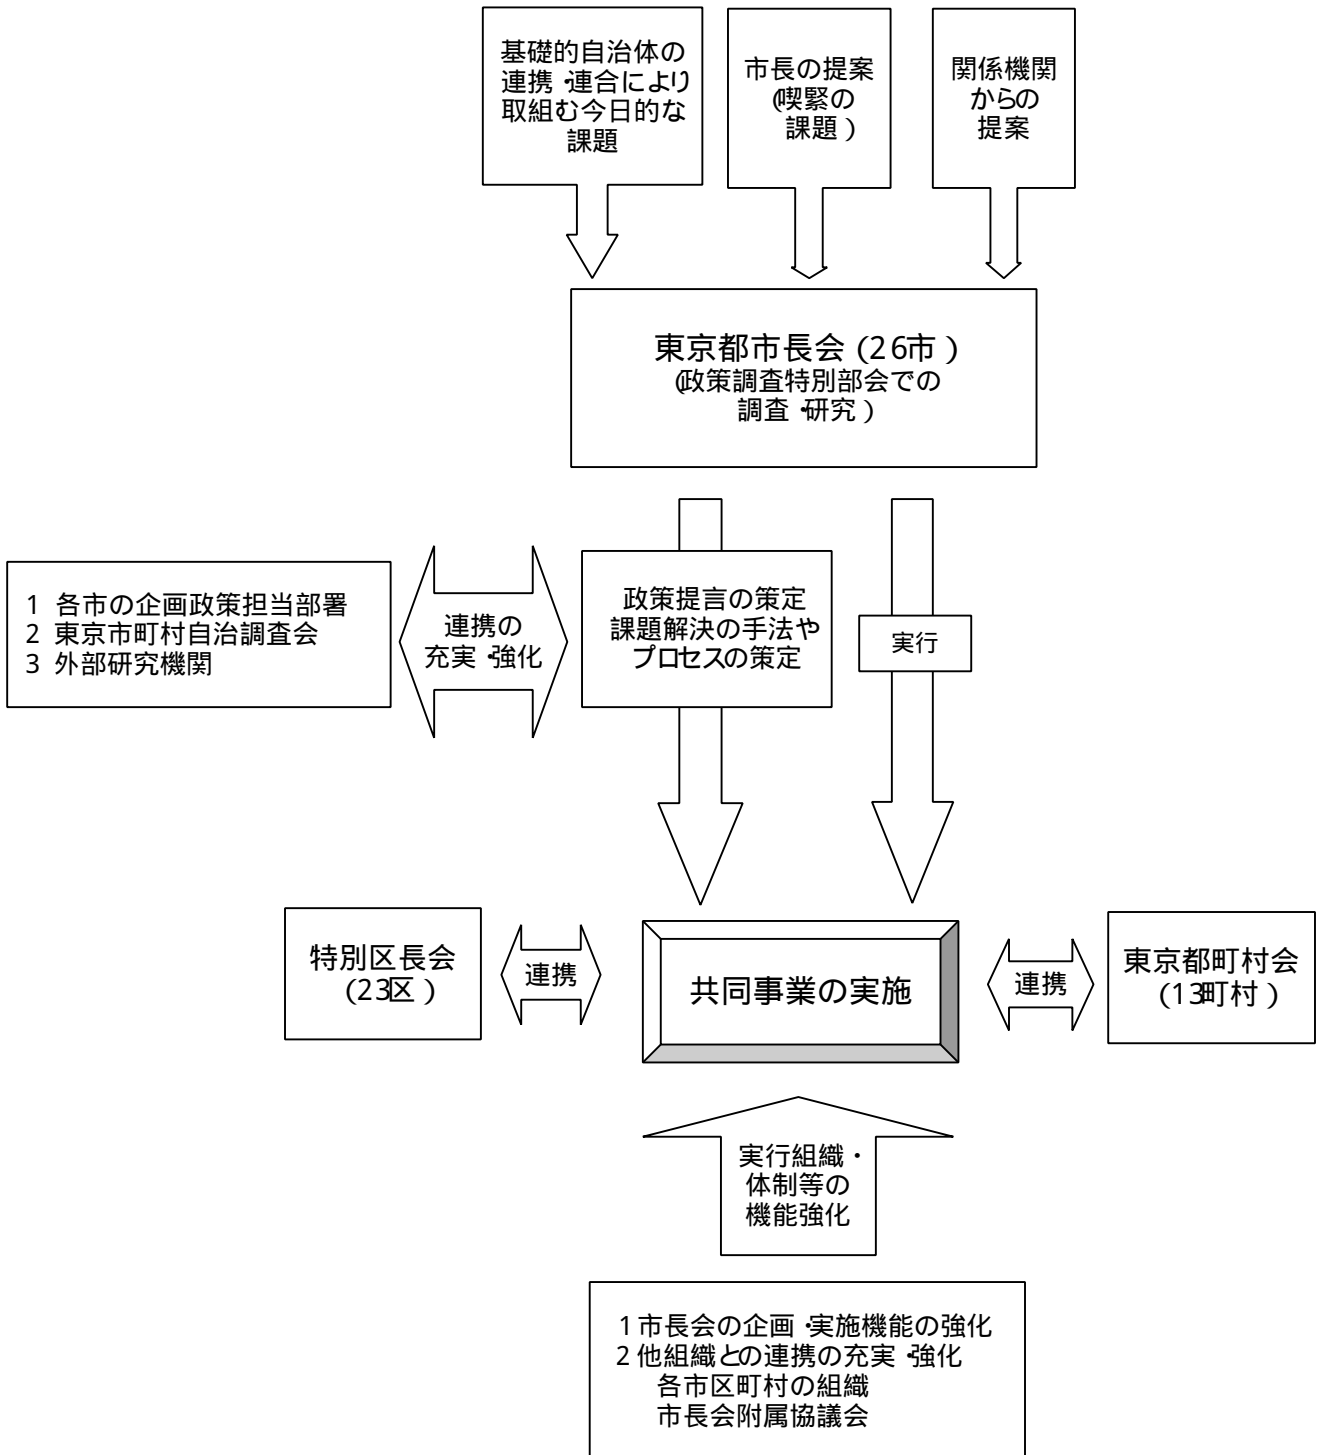 基礎的自治体の
連携・連合により
取組む今日的な
課題
市長の提案
(喫緊の
課題)
関係機関
からの
提案
東京都市長会(26市)
(政策調査特別部会での
調査・研究)
1 各市の企画政策担当部署
2 東京市町村自治調査会
3 外部研究機関
連携の
充実・強化
政策提言の策定
課題解決の手法や
プロセスの策定
実行
特別区長会
(23区)
連携
共同事業の実施
連携
東京都町村会
(13町村)
実行組織・
体制等の
機能強化
1 市長会の企画・実施機能の強化
2 他組織との連携の充実・強化
各市区町村の組織
市長会附属協議会